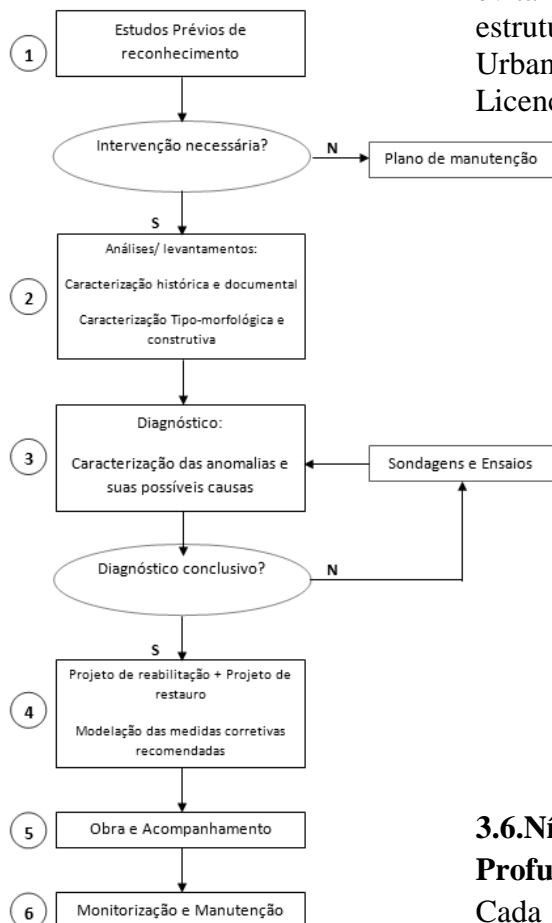 1
Estudos Prévios de
reconhecimento
Intervenção necessária?
N
Plano de manutenção
S
2
Análises/ levantamentos:
Caracterização histórica e documental
Caracterização Tipo-morfológica e
construtiva
3
Diagnóstico:
Caracterização das anomalias e
suas possíveis causas
Sondagens e Ensaios
Diagnóstico conclusivo?
N
S
4
Projeto de reabilitação + Projeto de
restauro
Modelação das medidas corretivas
recomendadas
5
Obra e Acompanhamento
6
Monitorização e Manutenção
estrutu
Urban
Licenc
3.6.Ní
Profu
Cada